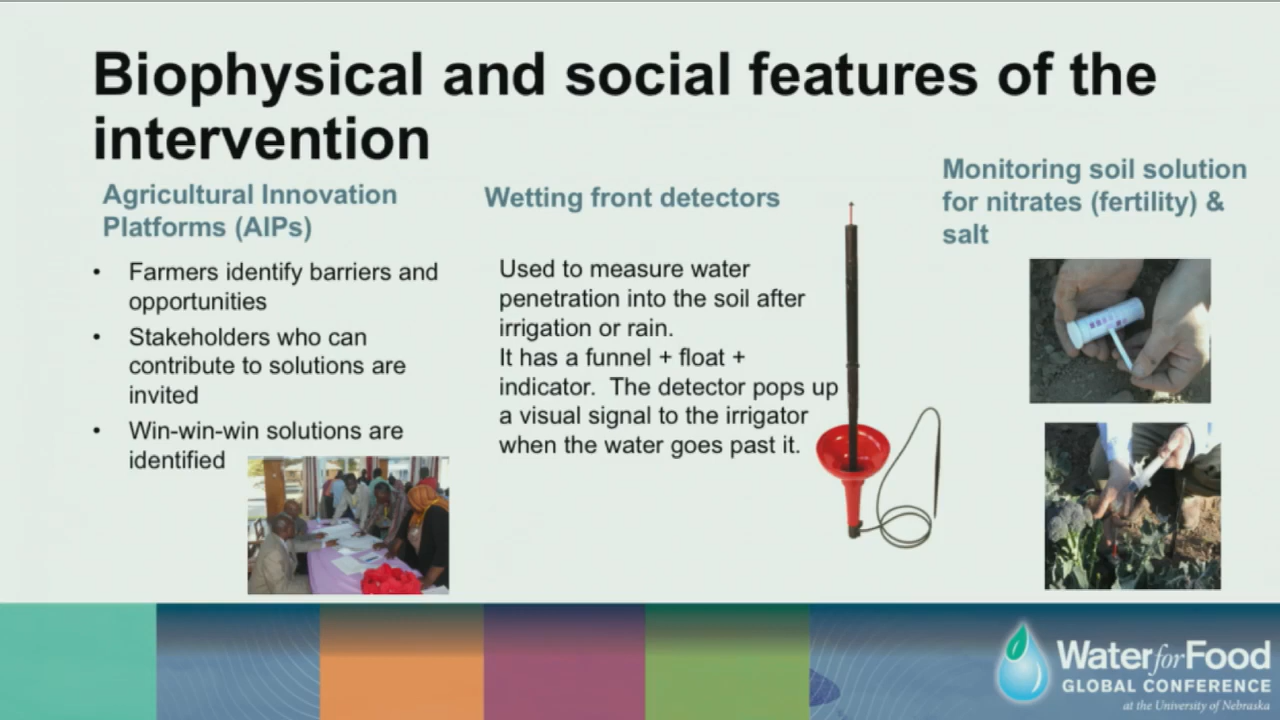 Biophysical and social features of the
intervention
Agricultural Innovation
Platforms (AIPs)
• Farmers identify barriers and
opportunities
• Stakeholders who can
contribute to solutions are
invited
• Win-win-win solutions are
identified
Wetting front detectors
Used to measure water
penetration into the soil after
irrigation or rain.
It has a funnel + float +
indicator. The detector pops up
a visual signal to the irrigator
when the water goes past it.
Monitoring soil solution
for nitrates (fertility) &
salt
Water for Food
GLOBAL CONFERENCE
at the University of Nebraska